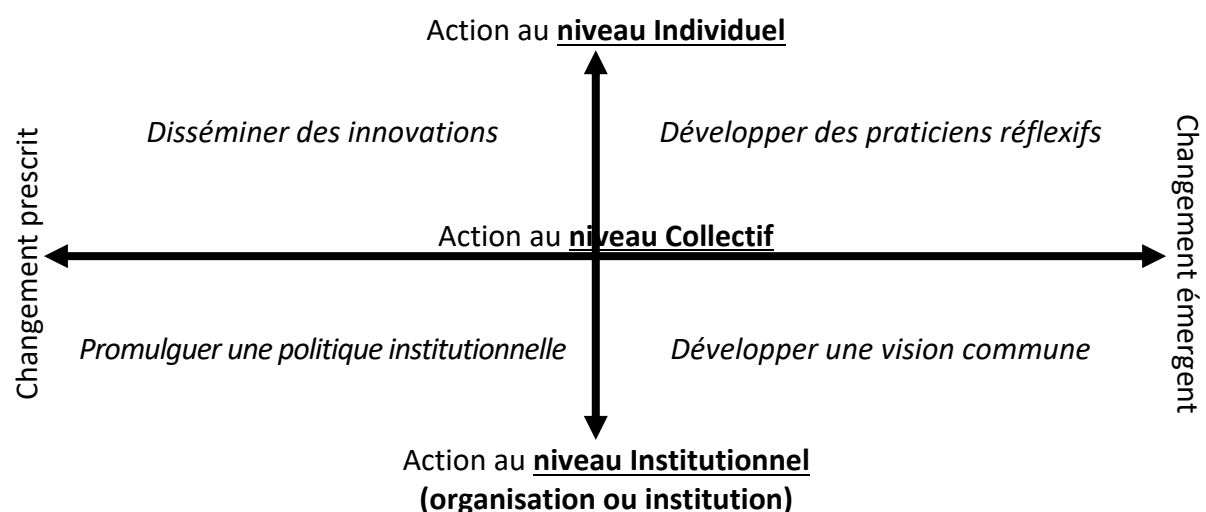 Action au niveau Individuel
Disséminer des innovations
Développer des praticiens réflexifs
Changement prescrit
Action au niveau Collectif
Changement émergent
Promulguer une politique institutionnelle
Développer une vision commune
Action au niveau Institutionnel
(organisation ou institution)